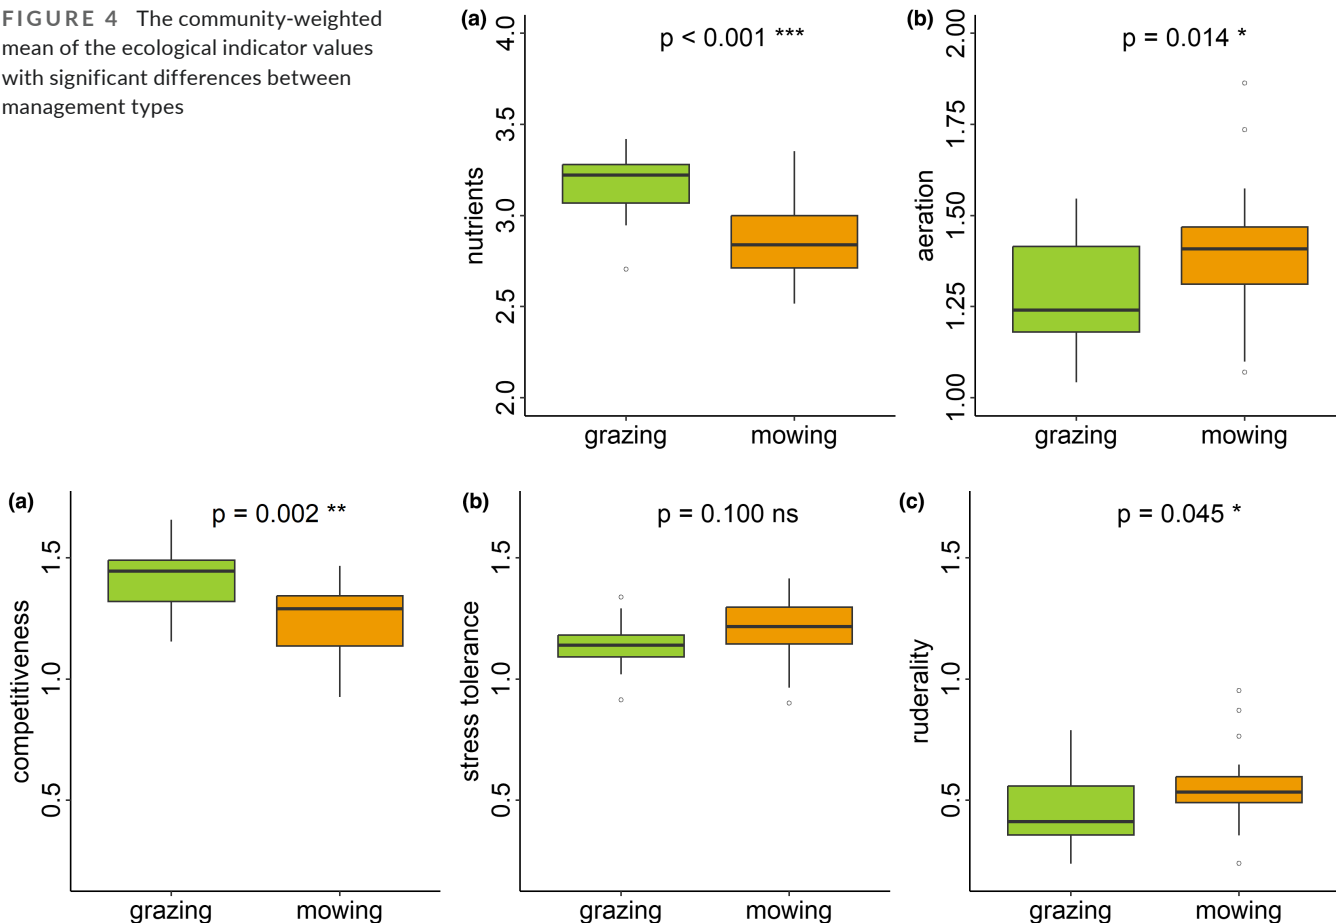 FIGURE 4 The community-weighted
mean of the ecological indicator values
with significant differences between
management types
(a)
p < 0.001 ***
nutrients
4.0
3.5
3.0
2.5
2.0
grazing mowing
(b)
p = 0.014 *
aeration
2.00
1.75
1.50
1.25
1.00
grazing mowing
(a)
p = 0.002 **
competitiveness
1.5
1.0
0.5
grazing mowing
(b)
p = 0.100 ns
stress tolerance
1.5
1.0
0.5
grazing mowing
(c)
p = 0.045 *
ruderality
1.5
1.0
0.5
grazing mowing